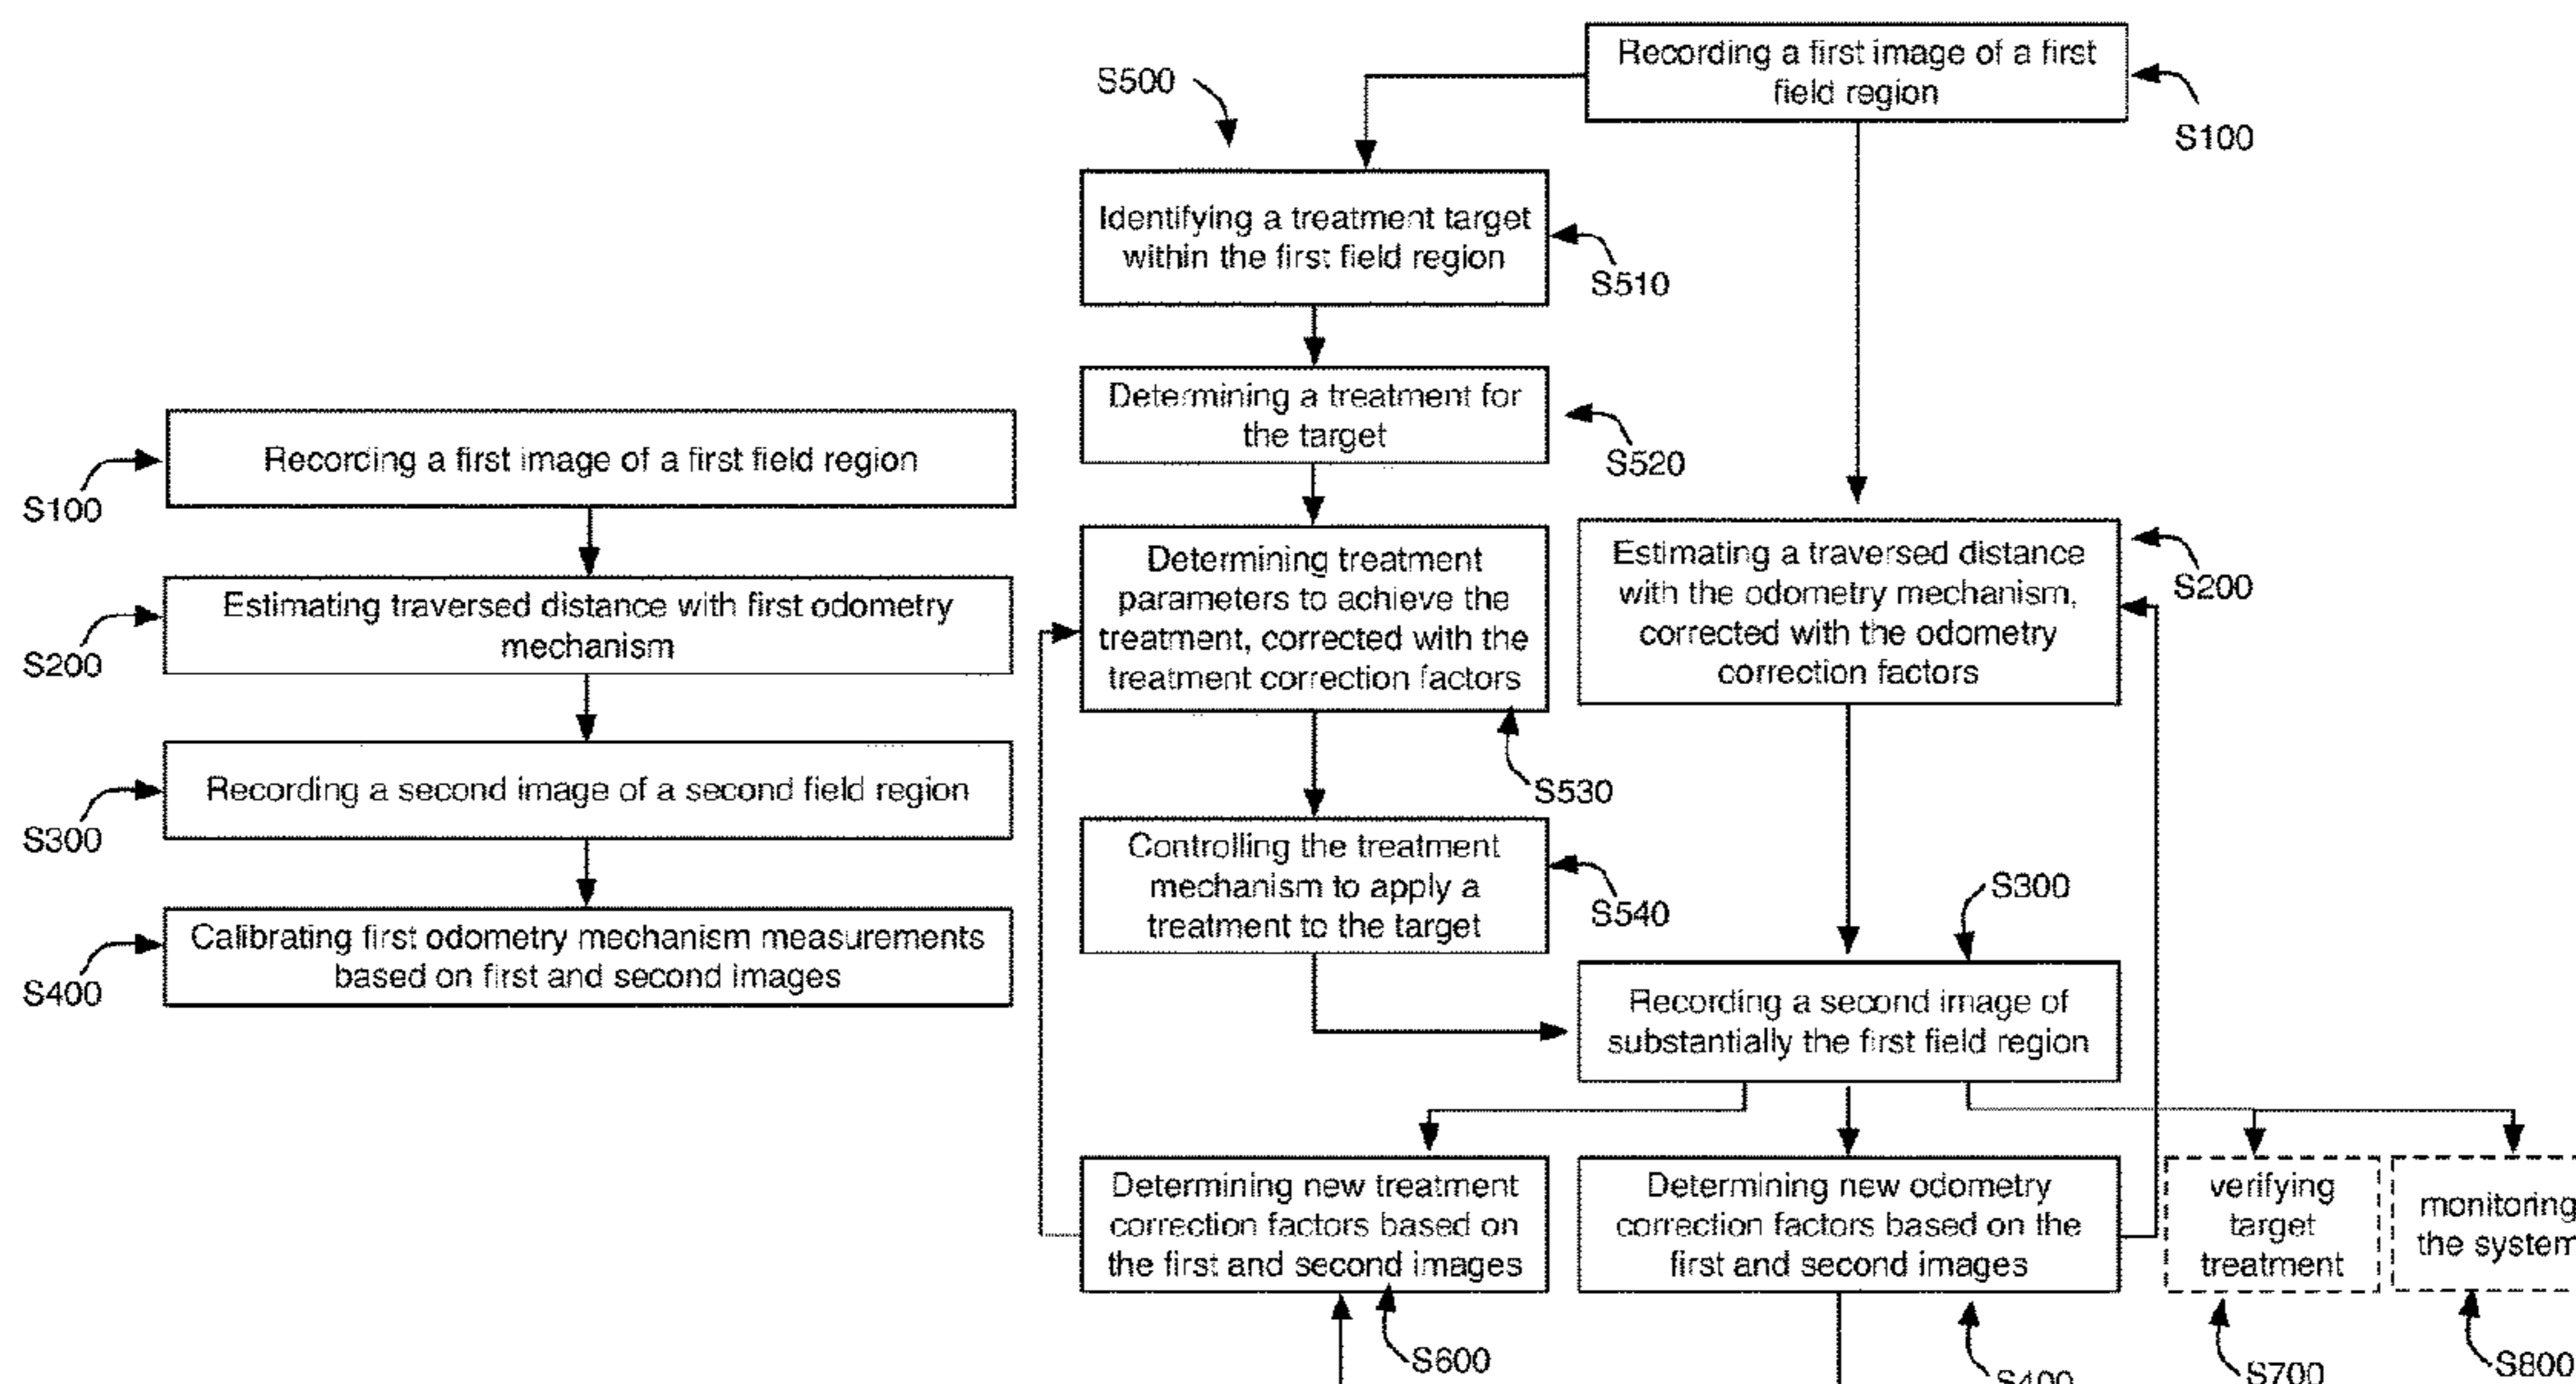 Recording a first image of a first field region
S100
Estimating traversed distance with first odometry
mechanism
S200
Recording a second image of a second field region
S300
Calibrating first odometry mechanism measurements
based on first and second images
S400
Recording a first image of a first
field region
S100
S500
Identifying a treatment target
within the first field region
S510
Determining a treatment for
the target
S520
Determining treatment
parameters to achieve the
treatment, corrected with the
treatment correction factors
S530
Estimating a traversed distance
with the odometry mechanism,
corrected with the odometry
correction factors
S200
Controlling the treatment
mechanism to apply a
treatment to the target
S540
S300
Recording a second image of
substantially the first field region
Determining new treatment
correction factors based on
the first and second images
S600
Determining new odometry
correction factors based on the
first and second images
S400
verifying
target
treatment
S700
monitoring
the system
S800